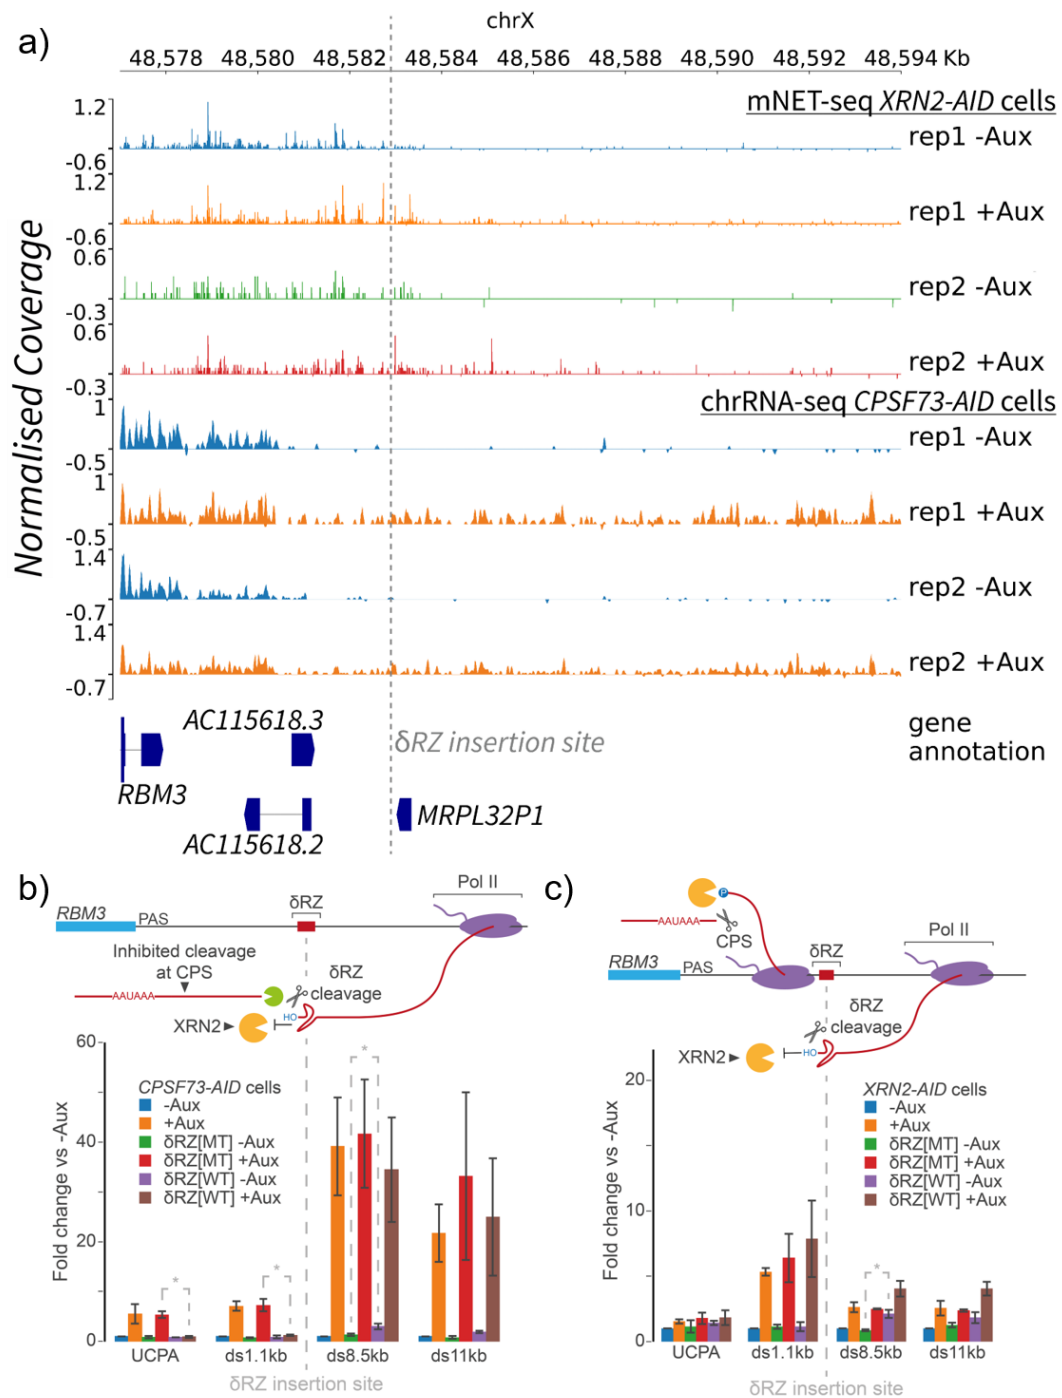 a)
chrX
48,578 48,580 48,582 48,584 48,586 48,588 48,590 48,592 48,594 Kb
mNET-seq XRN2-AID cells
Normalised Coverage
1.2
rep1 -Aux
-0.6
1.2
rep1 +Aux
-0.6
0.6
rep2 -Aux
-0.3
0.6
rep2 +Aux
-0.3
chrRNA-seq CPSF73-AID cells
1
rep1 -Aux
-0.5
1
rep1 +Aux
-0.5
1.4
rep2 -Aux
-0.7
1.4
rep2 +Aux
-0.7
AC115618.3
δRZ insertion site
gene
annotation
RBM3
MRPL32P1
AC115618.2
b)
Pol II
RBM3
PAS
δRZ
Inhibited cleavage
at CPS
AAUAAA
δRZ
cleavage
XRN2
HO
Fold change vs -Aux
60
40
20
0
CPSF73-AID cells
-Aux
+Aux
δRZ[MT] -Aux
δRZ[MT] +Aux
δRZ[WT] -Aux
δRZ[WT] +Aux
*
*
*
UCPA ds1.1kb ds8.5kb ds11kb
δRZ insertion site
c)
P
AAUAAA
CPS
Pol II
RBM3
PAS
δRZ
δRZ
cleavage
XRN2
HO
Fold change vs -Aux
20
10
0
XRN2-AID cells
-Aux
+Aux
δRZ[MT] -Aux
δRZ[MT] +Aux
δRZ[WT] -Aux
δRZ[WT] +Aux
*
UCPA ds1.1kb ds8.5kb ds11kb
δRZ insertion site